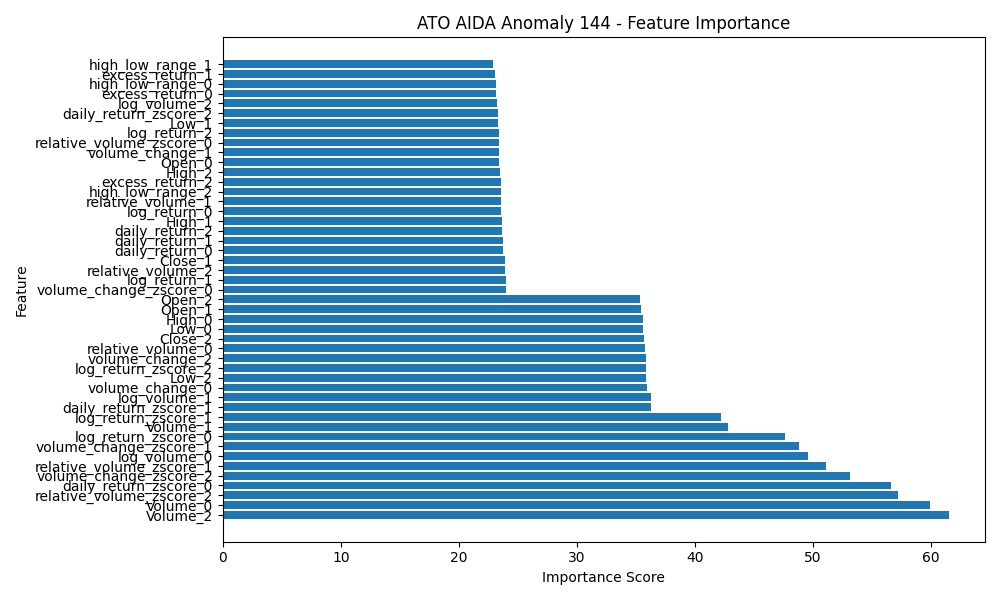 ATO AIDA Anomaly 144 - Feature Importance
high_low_range_1
excess_return_1
high_low_range_0
excess_return_0
log_volume_2
daily_return_zscore_2
Low_1
log_return_2
relative_volume_zscore_0
volume_change_1
Open_0
High_2
excess_return_2
high_low_range_2
relative_volume_1
log_return_0
High_1
daily_return_2
daily_return_1
daily_return_0
Close_1
relative_volume_2
log_return_1
volume_change_zscore_0
Open_2
Open_1
High_0
Low_0
Close_2
relative_volume_0
volume_change_2
log_return_zscore_2
Low_2
volume_change_0
log_volume_1
daily_return_zscore_1
log_return_zscore_1
Volume_1
log_return_zscore_0
volume_change_zscore_1
log_volume_0
relative_volume_zscore_1
volume_change_zscore_2
daily_return_zscore_0
relative_volume_zscore_2
Volume_0
Volume_2
Feature
0 10 20 30 40 50 60
Importance Score